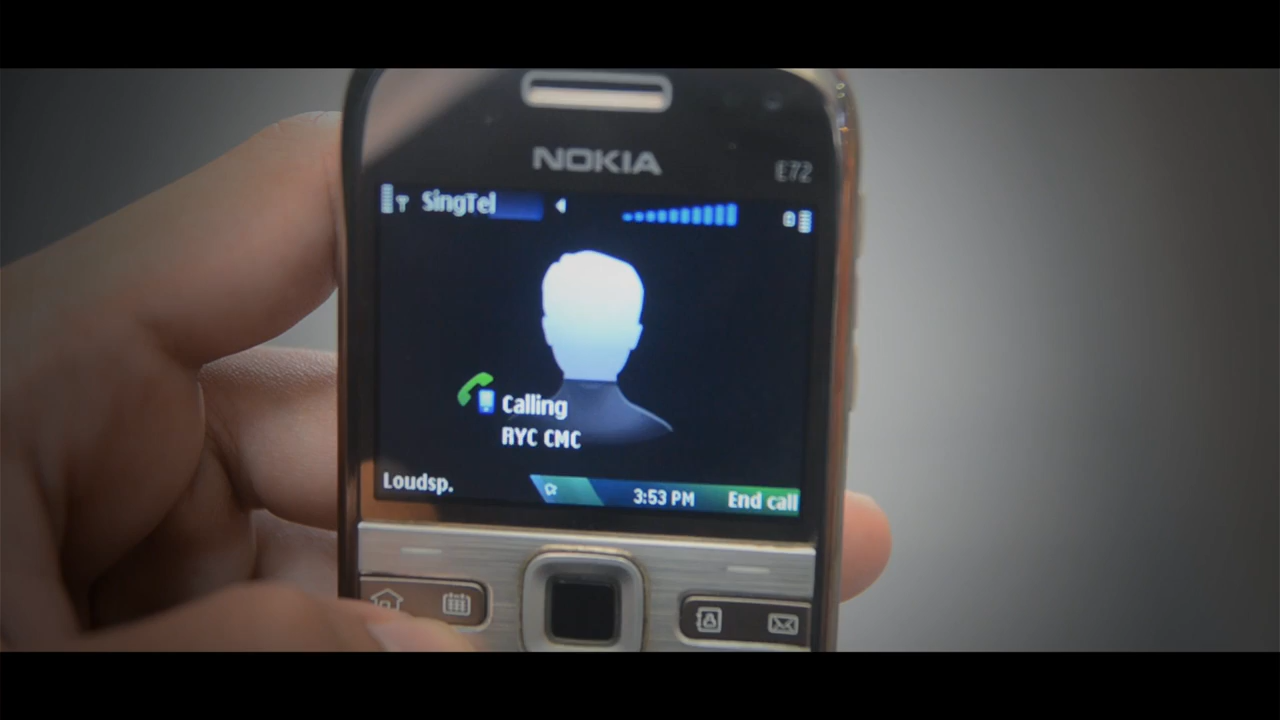 NOKIA
E72
SingTel
Calling
RYC CMC
Loudsp.
3:53 PM
End call